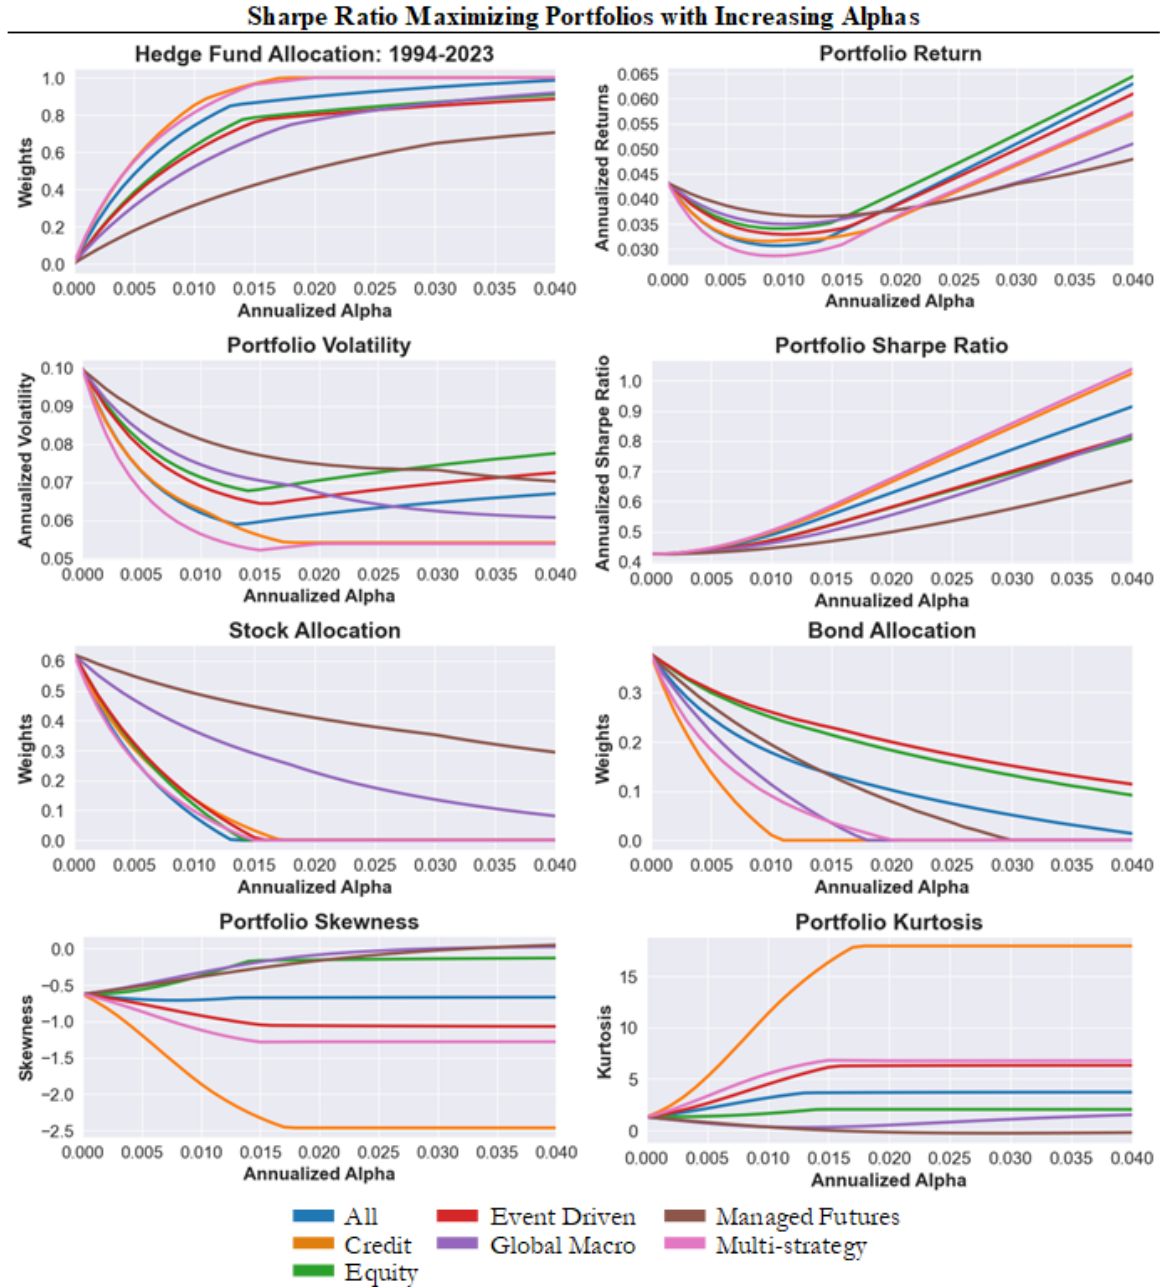 Sharpe Ratio Maximizing Portfolios with Increasing Alphas
Hedge Fund Allocation: 1994-2023
Weights
1.0
0.8
0.6
0.4
0.2
0.0
0.000 0.005 0.010 0.015 0.020 0.025 0.030 0.035 0.040
Annualized Alpha
Portfolio Return
Annualized Returns
0.065
0.060
0.055
0.050
0.045
0.040
0.035
0.030
0.000 0.005 0.010 0.015 0.020 0.025 0.030 0.035 0.040
Annualized Alpha
Portfolio Volatility
Annualized Volatility
0.10
0.09
0.08
0.07
0.06
0.05
0.000 0.005 0.010 0.015 0.020 0.025 0.030 0.035 0.040
Annualized Alpha
Portfolio Sharpe Ratio
Annualized Sharpe Ratio
1.0
0.9
0.8
0.7
0.6
0.5
0.4
0.000 0.005 0.010 0.015 0.020 0.025 0.030 0.035 0.040
Annualized Alpha
Stock Allocation
Weights
0.6
0.5
0.4
0.3
0.2
0.1
0.0
0.000 0.005 0.010 0.015 0.020 0.025 0.030 0.035 0.040
Annualized Alpha
Bond Allocation
Weights
0.3
0.2
0.1
0.0
0.000 0.005 0.010 0.015 0.020 0.025 0.030 0.035 0.040
Annualized Alpha
Portfolio Skewness
Skewness
0.0
−0.5
−1.0
−1.5
−2.0
−2.5
0.000 0.005 0.010 0.015 0.020 0.025 0.030 0.035 0.040
Annualized Alpha
Portfolio Kurtosis
Kurtosis
15
10
5
0
0.000 0.005 0.010 0.015 0.020 0.025 0.030 0.035 0.040
Annualized Alpha
All
Credit
Equity
Event Driven
Global Macro
Managed Futures
Multi-strategy